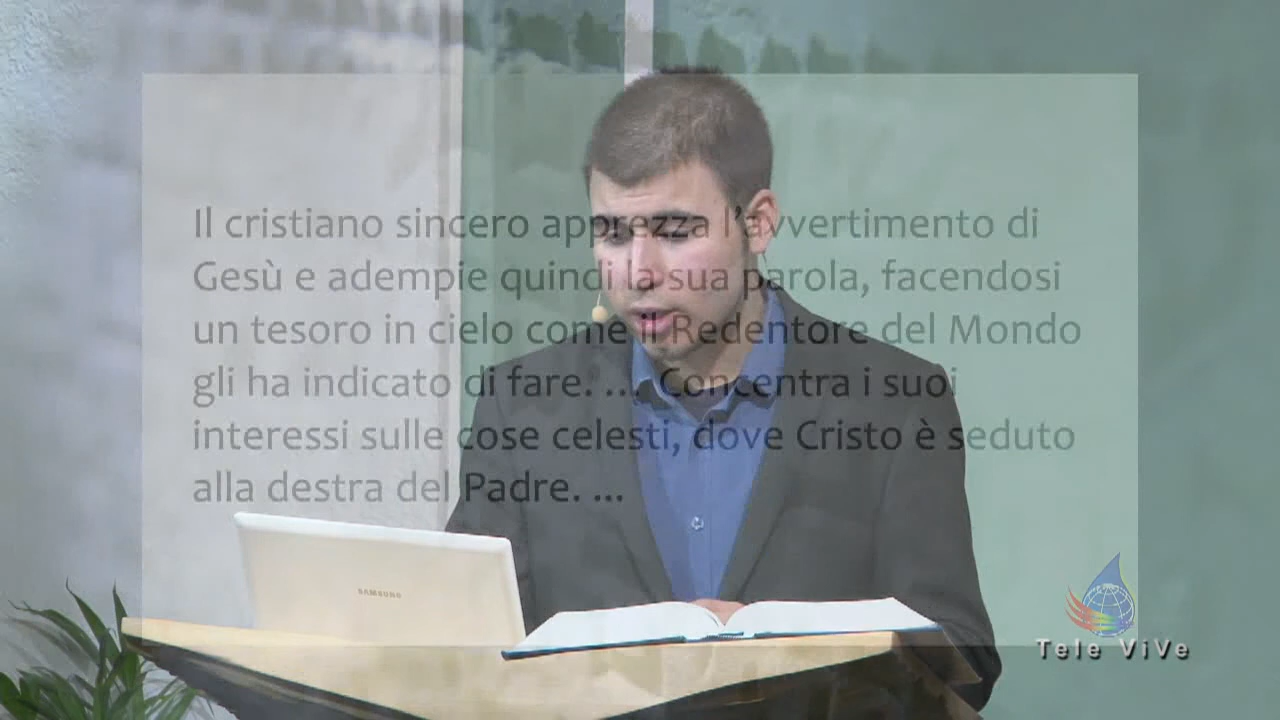 Il cristiano sincero apprezza l'avvertimento di
Gesù e adempie quindi la sua parola, facendosi
un tesoro in cielo come il Redentore del Mondo
gli ha indicato di fare. ... Concentra i suoi
interessi sulle cose celesti, dove Cristo è seduto
alla destra del Padre. ...
SAMSUNG
Tele ViVe